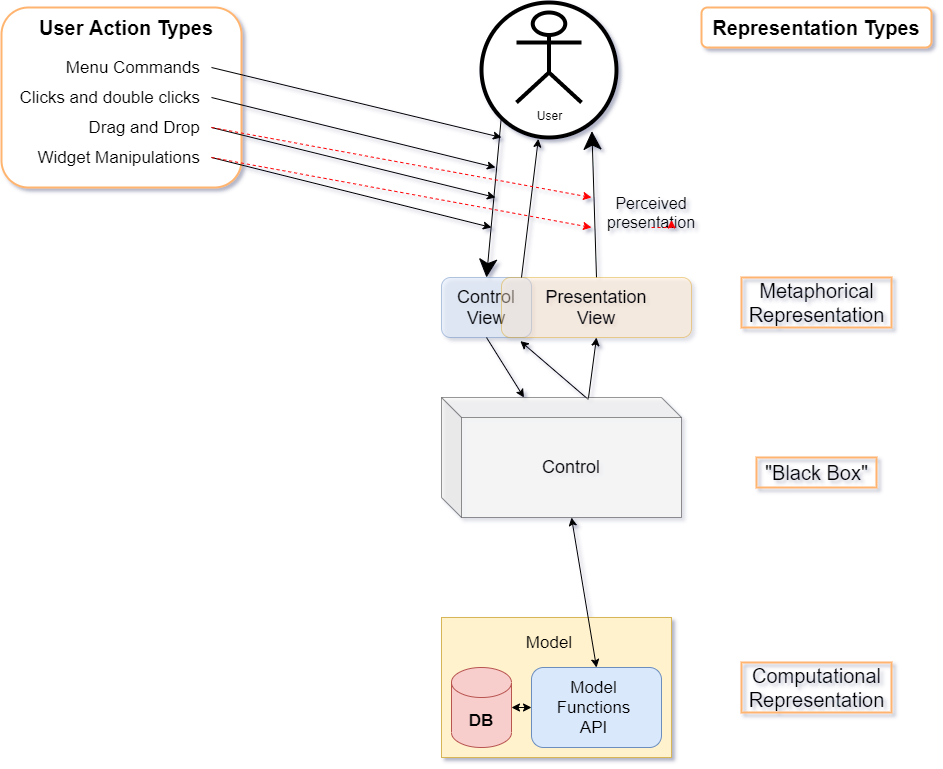 User Action Types
Menu Commands
Clicks and double clicks
Drag and Drop
Widget Manipulations
User
Representation Types
Perceived
presentation
Control
View
Presentation
View
Metaphorical
Representation
Control
"Black Box"
Model
DB
Model
Functions
API
Computational
Representation